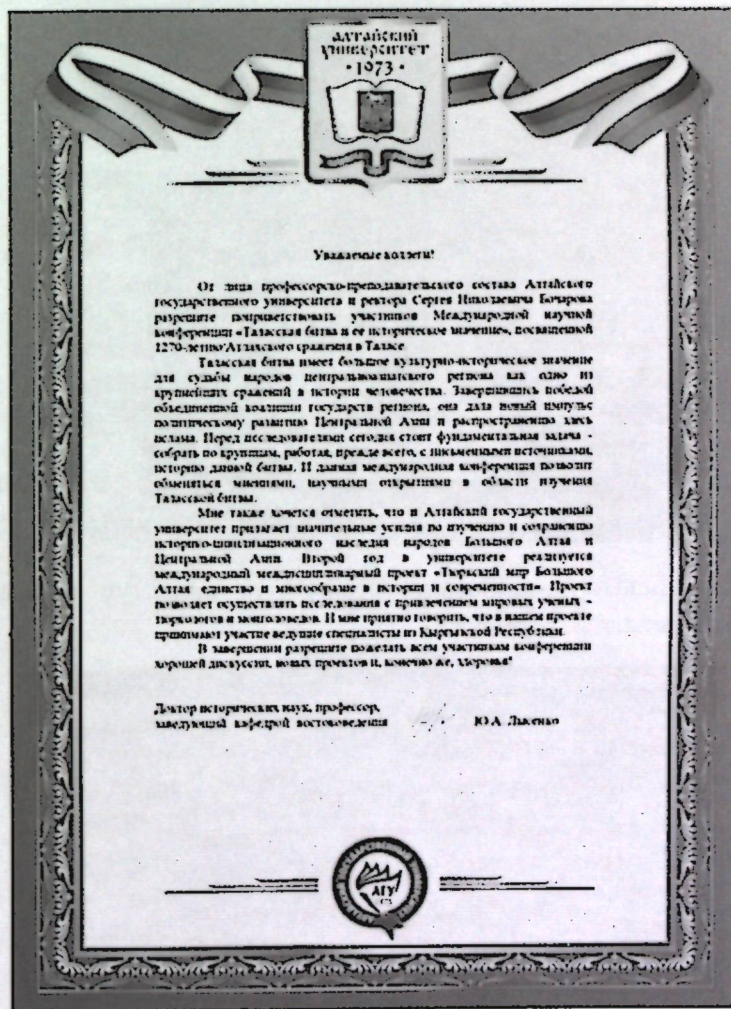 алтайский
университет
•1973•
Уважаемые коллеги!
От лица профессорско-преподавательского состава Алтайского
государственного университета и ректора Сергея Николаевича Бочарова
разрешите поприветствовать участников Международной научной
конференции «Таласская битва и ее историческое значение», посвященной
1270-летию Атлахского сражения в Таласе.
Таласская битва имеет большое культурно-историческое значение
для судьбы народов центральноазиатского региона как одно из
крупнейших сражений в истории человечества. Завершившись победой
объединенной коалиции государств региона, она дала новый импульс
политическому развитию Центральной Азии и распространению здесь
ислама. Перед исследователями сегодня стоит фундаментальная задача -
собрать по крупицам, работая, прежде всего, с письменными источниками,
историю данной битвы. И данная международная конференция позволит
обменяться мнениями, научными открытиями в области изучения
Таласской битвы.
Мне также хочется отметить, что и Алтайский государственный
университет прилагает значительные усилия по изучению и сохранению
историко-цивилизационного наследия народов Большого Алтая и
Центральной Азии. Второй год в университете реализуется
международный междисциплинарный проект «Тюркский мир Большого
Алтая: единство и многообразие в истории и современности». Проект
позволяет осуществлять исследования с привлечением мировых ученых -
тюркологов и монголоведов. И мне приятно говорить, что в нашем проекте
принимают участие ведущие специалисты из Кыргызской Республики.
В завершении разрешите пожелать всем участникам конференции
хорошей дискуссии, новых проектов и, конечно же, здоровья!
Доктор исторических наук, профессор,
заведующий кафедрой востоковедения Ю.А. Лысенко
АГУ